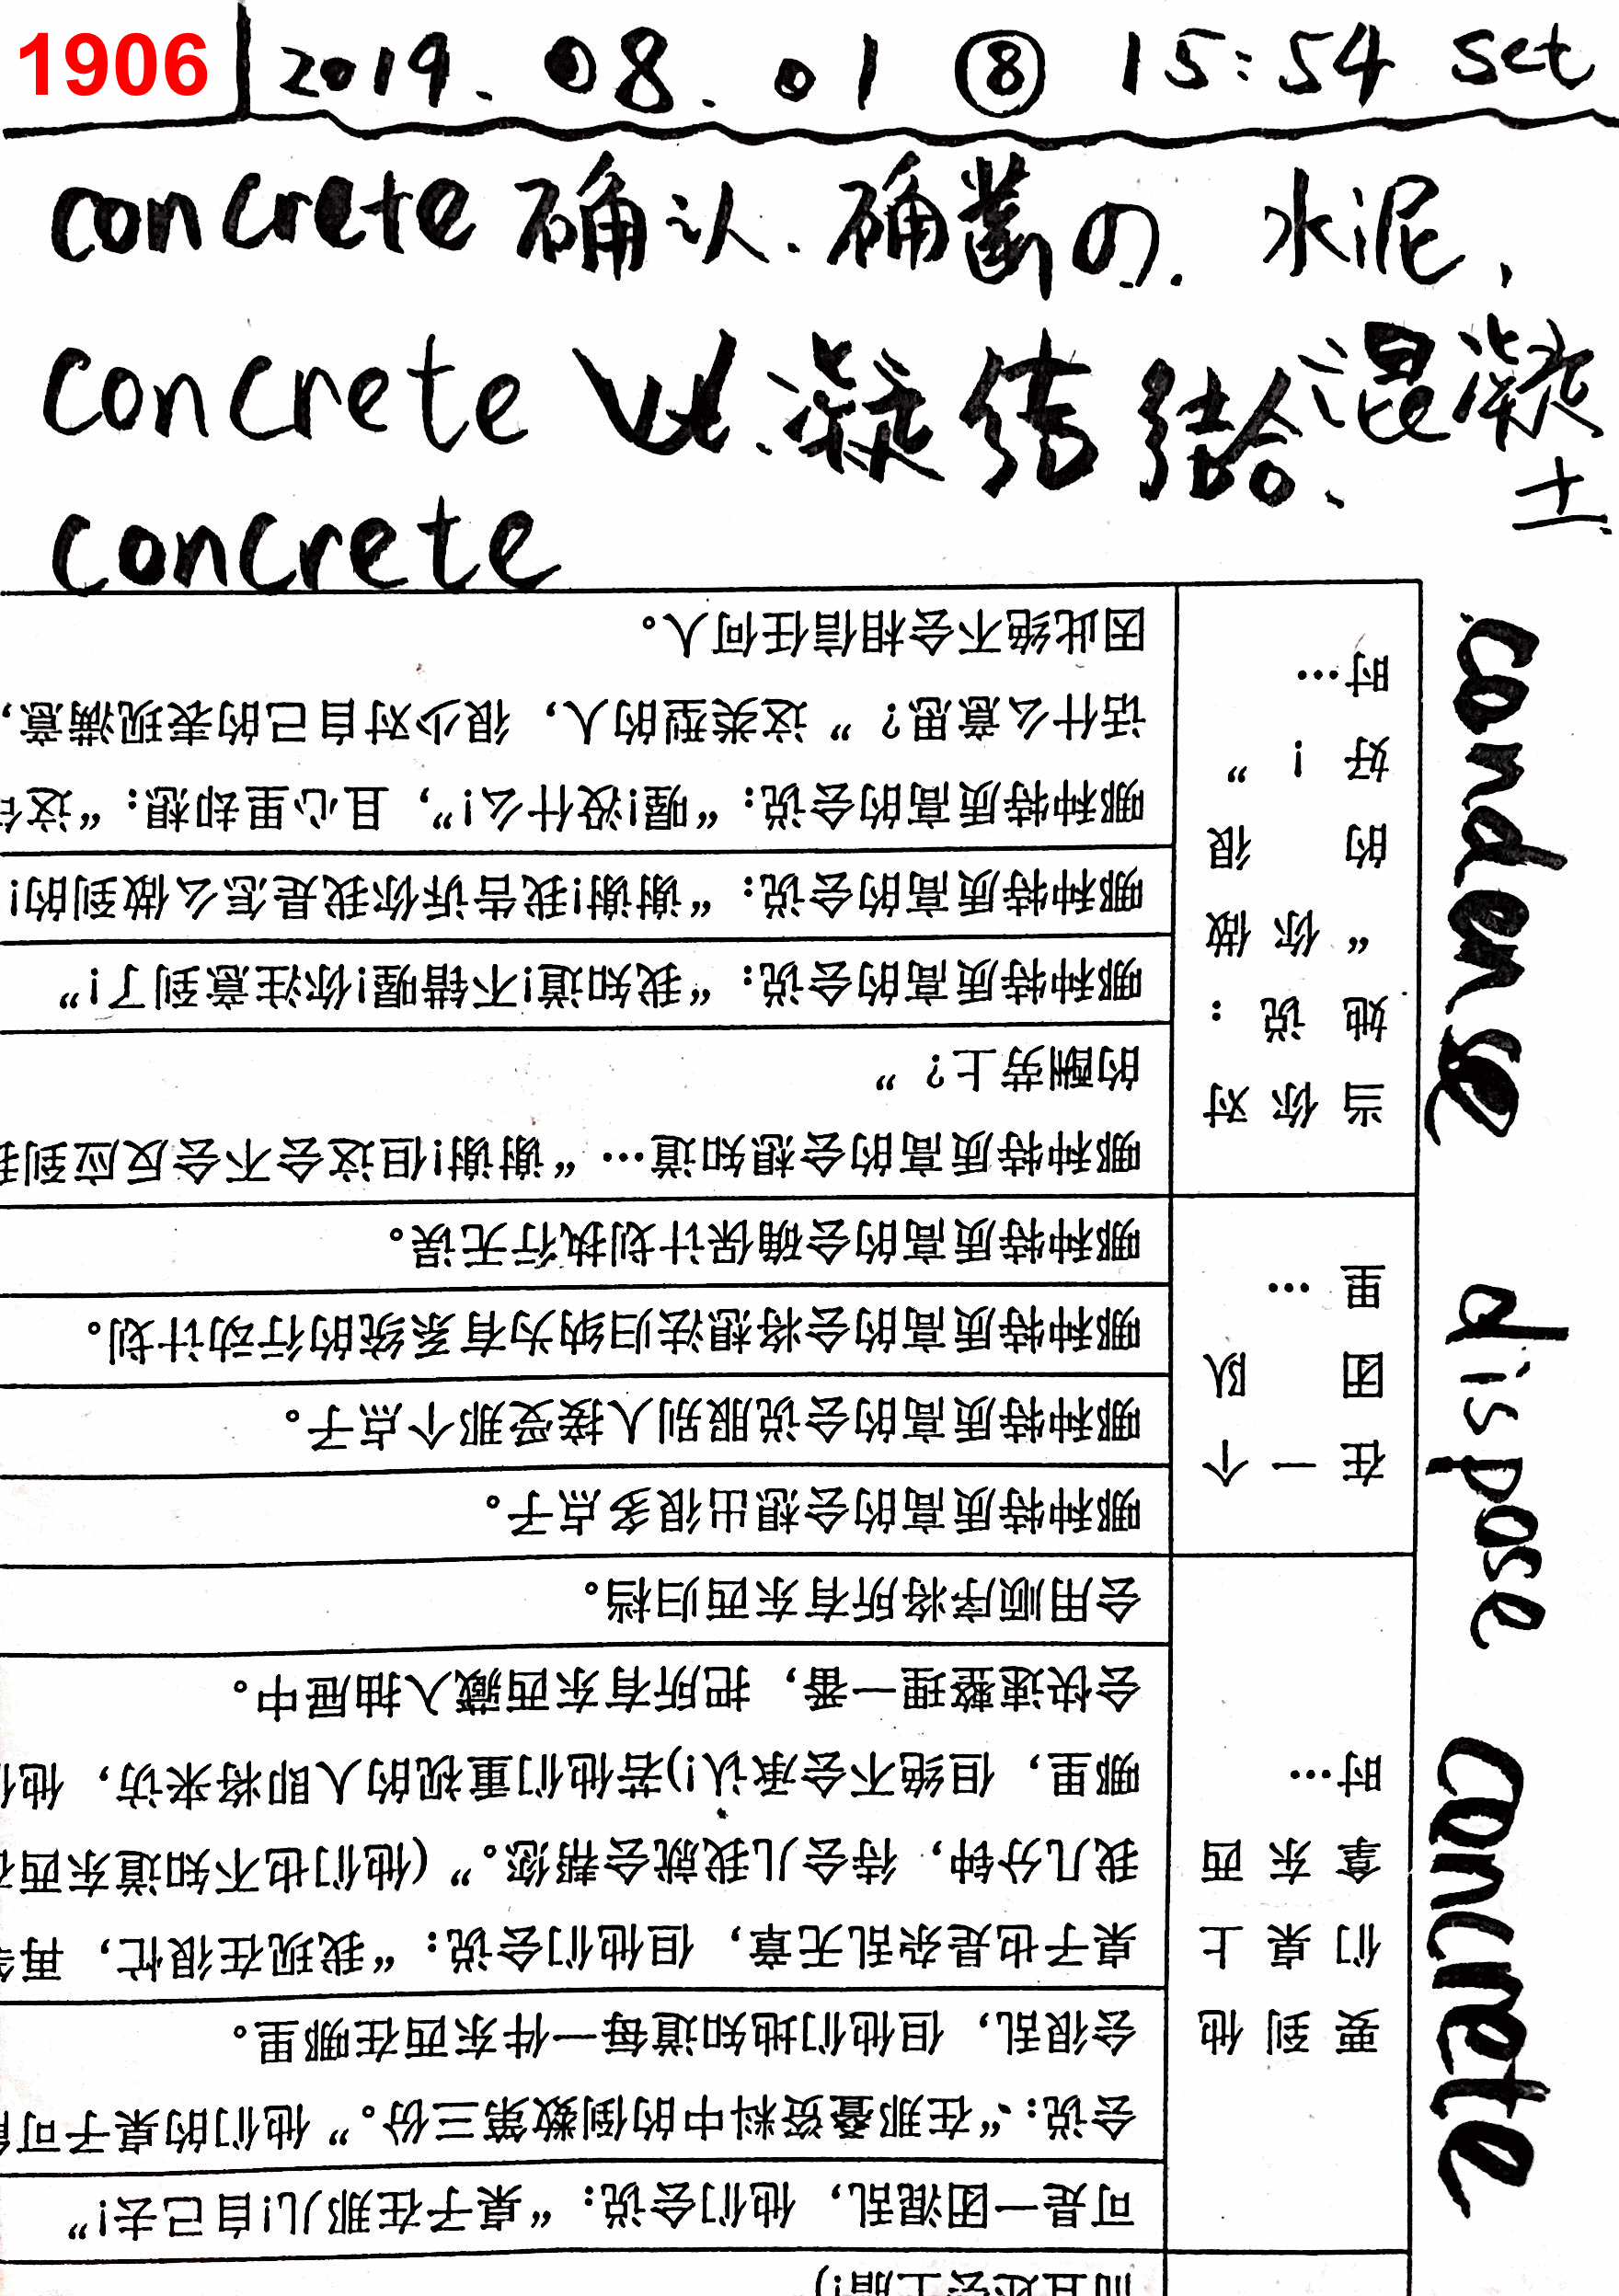 1906 2019.08.01 ⑧ 15:54 set
concrete 确认.确凿の.水泥,
concrete 凝结 结合、混凝土
concrete
condense dispose concrete
可是一团混乱,他们会说:“桌子在那儿!自己去!”
会说:“在那叠资料中的倒数第三份。”他们的桌子可
会很乱,但他们地知道每一件东西在哪里。
桌子也是杂乱无章,但他们会说:“我现在很忙,再
我几分钟,待会儿我就会帮您。”(他们也不知道东西
哪里,但绝不会承认!)若他们重视的人即将来访,他
会快速整理一番,把所有东西藏入抽屉中。
会用顺序将所有东西归档。
要到他
们桌上
拿东西
时…
哪种特质高的会想出很多点子。
哪种特质高的会说服别人接受那个点子。
哪种特质高的会将想法归纳为有系统的行动计划。
哪种特质高的会确保计划执行无误。
在一个
团队
里…
哪种特质高的会想知道…“谢谢!但这会不会反应到
的酬劳上?”
哪种特质高的会说:“我知道!不错喔!你注意到了!”
哪种特质高的会说:“谢谢!我告诉你我是怎么做到的!
哪种特质高的会说:“喔!没什么!”,且心里却想:“这
话什么意思?”这类型的人,很少对自己的表现满意,
因此绝不会相信任何人。
当你对
她说:
“你做
的很
好!”
时…